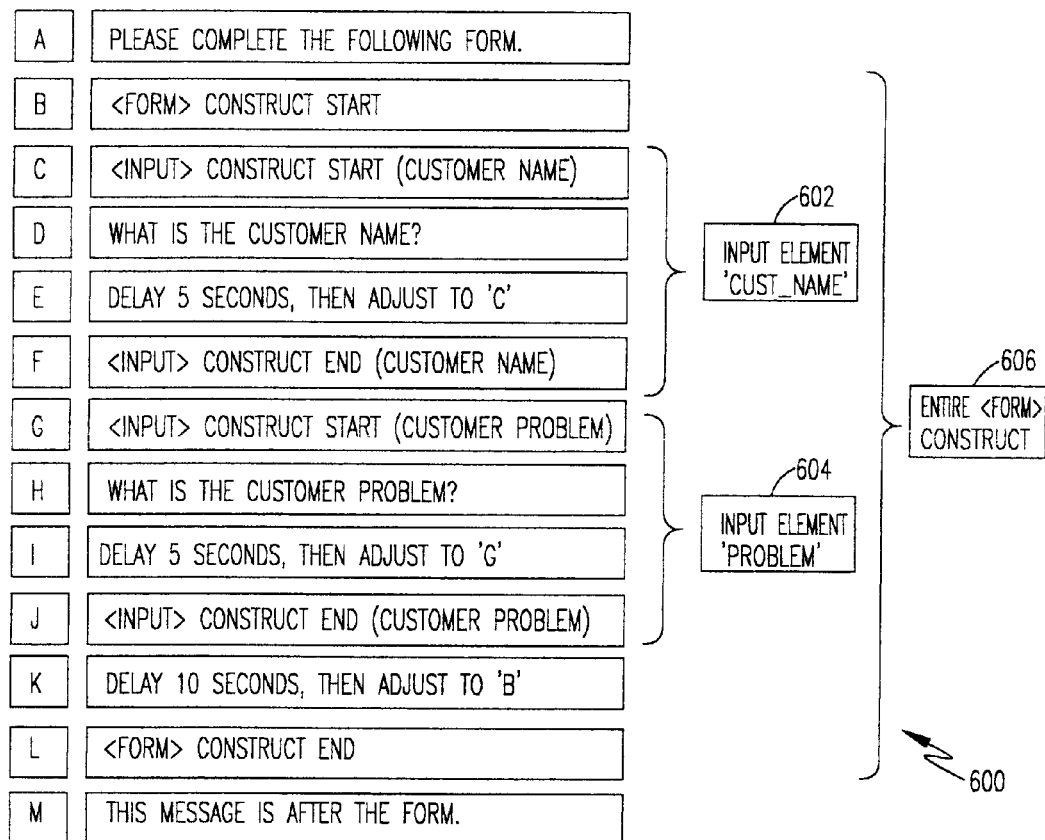 A PLEASE COMPLETE THE FOLLOWING FORM.
B <FORM> CONSTRUCT START
C <INPUT> CONSTRUCT START (CUSTOMER NAME)
D WHAT IS THE CUSTOMER NAME?
E DELAY 5 SECONDS, THEN ADJUST TO 'C'
F <INPUT> CONSTRUCT END (CUSTOMER NAME)
602
INPUT ELEMENT
'CUST_NAME'
G <INPUT> CONSTRUCT START (CUSTOMER PROBLEM)
H WHAT IS THE CUSTOMER PROBLEM?
I DELAY 5 SECONDS, THEN ADJUST TO 'G'
J <INPUT> CONSTRUCT END (CUSTOMER PROBLEM)
604
INPUT ELEMENT
'PROBLEM'
K DELAY 10 SECONDS, THEN ADJUST TO 'B'
L <FORM> CONSTRUCT END
606
ENTIRE <FORM>
CONSTRUCT
600
M THIS MESSAGE IS AFTER THE FORM.